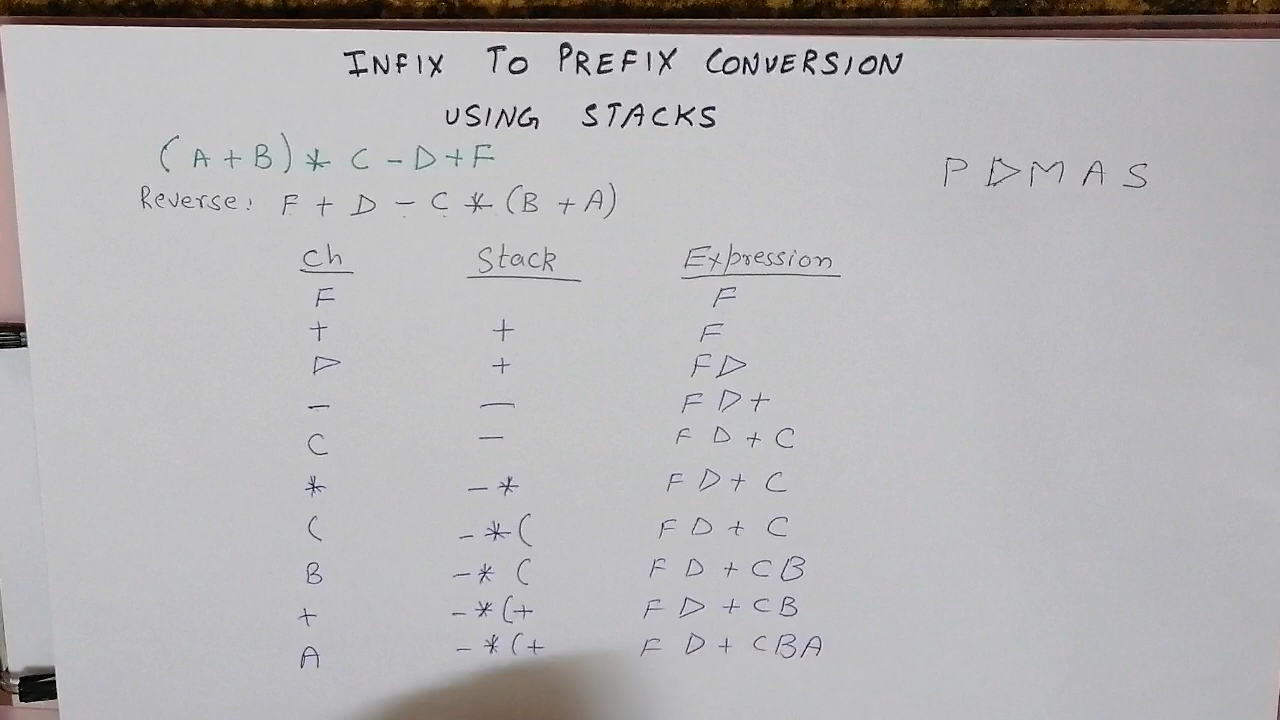 INFIX TO PREFIX CONVERSION
USING STACKS
(A+B)* C-D+F
PDMAS
Reverse: F + D - C * (B + A)
Ch Stack Expression
F F
+ + F
D + FD
- - FD+
C - FD+C
* -* FD+C
( -*( FD+C
B -*( FD+CB
+ -*(+ FD+CB
A -*(+ FD+CBA